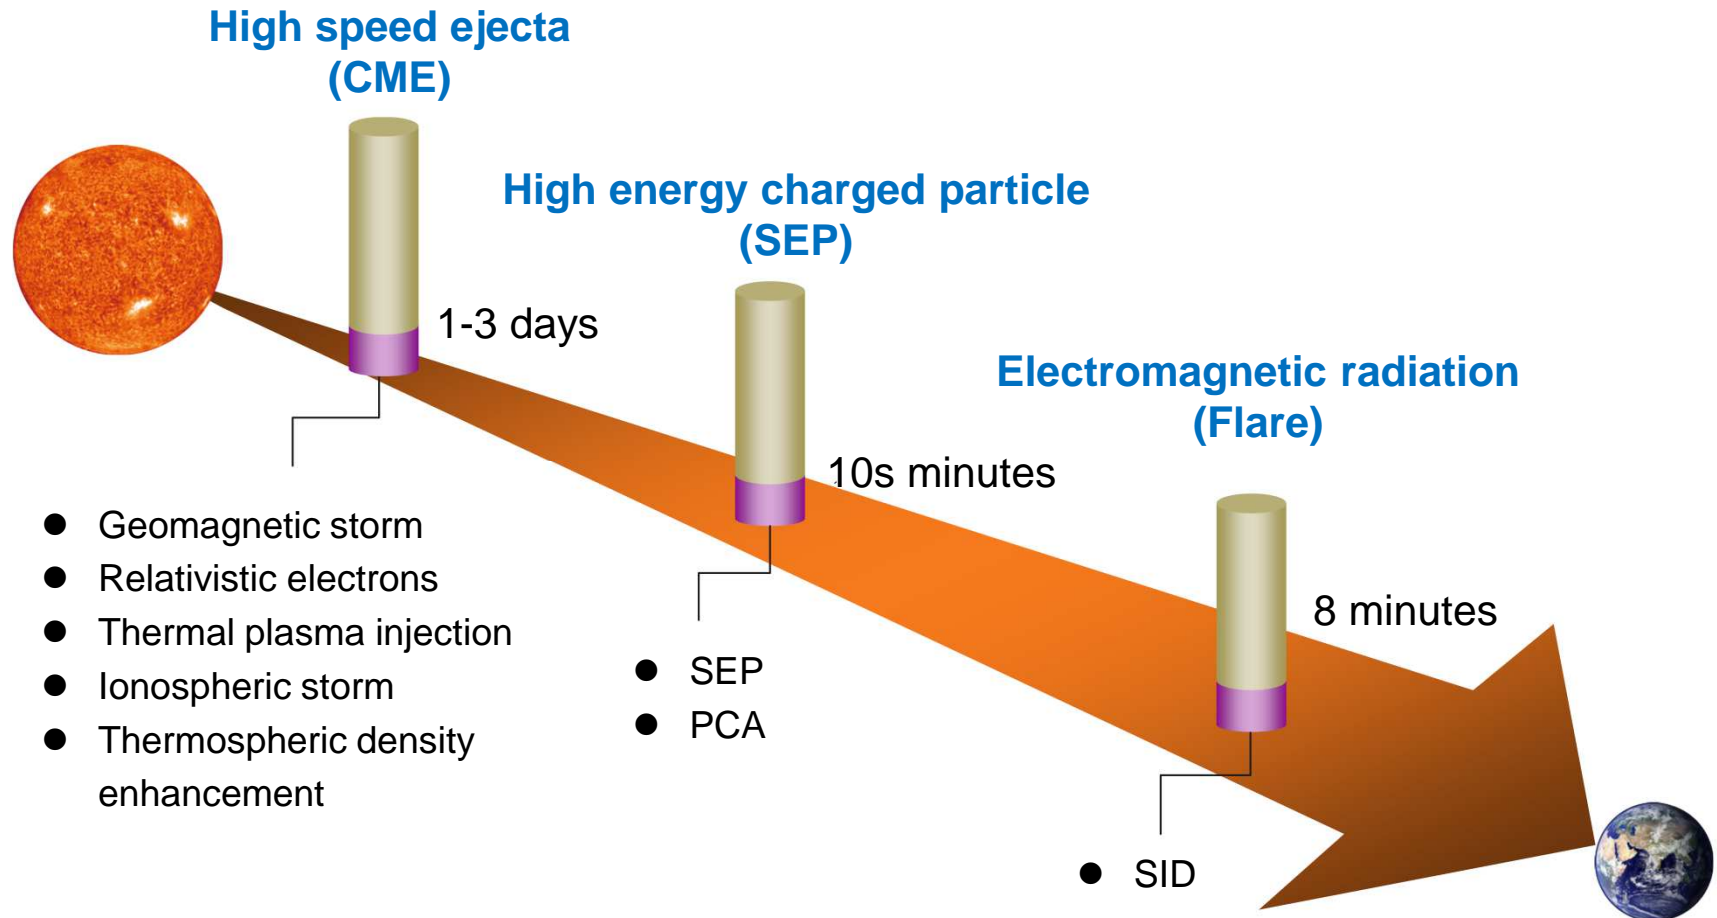 High speed ejecta
(CME)
1-3 days
● Geomagnetic storm
● Relativistic electrons
● Thermal plasma injection
● Ionospheric storm
● Thermospheric density
enhancement
High energy charged particle
(SEP)
10s minutes
● SEP
● PCA
Electromagnetic radiation
(Flare)
8 minutes
● SID